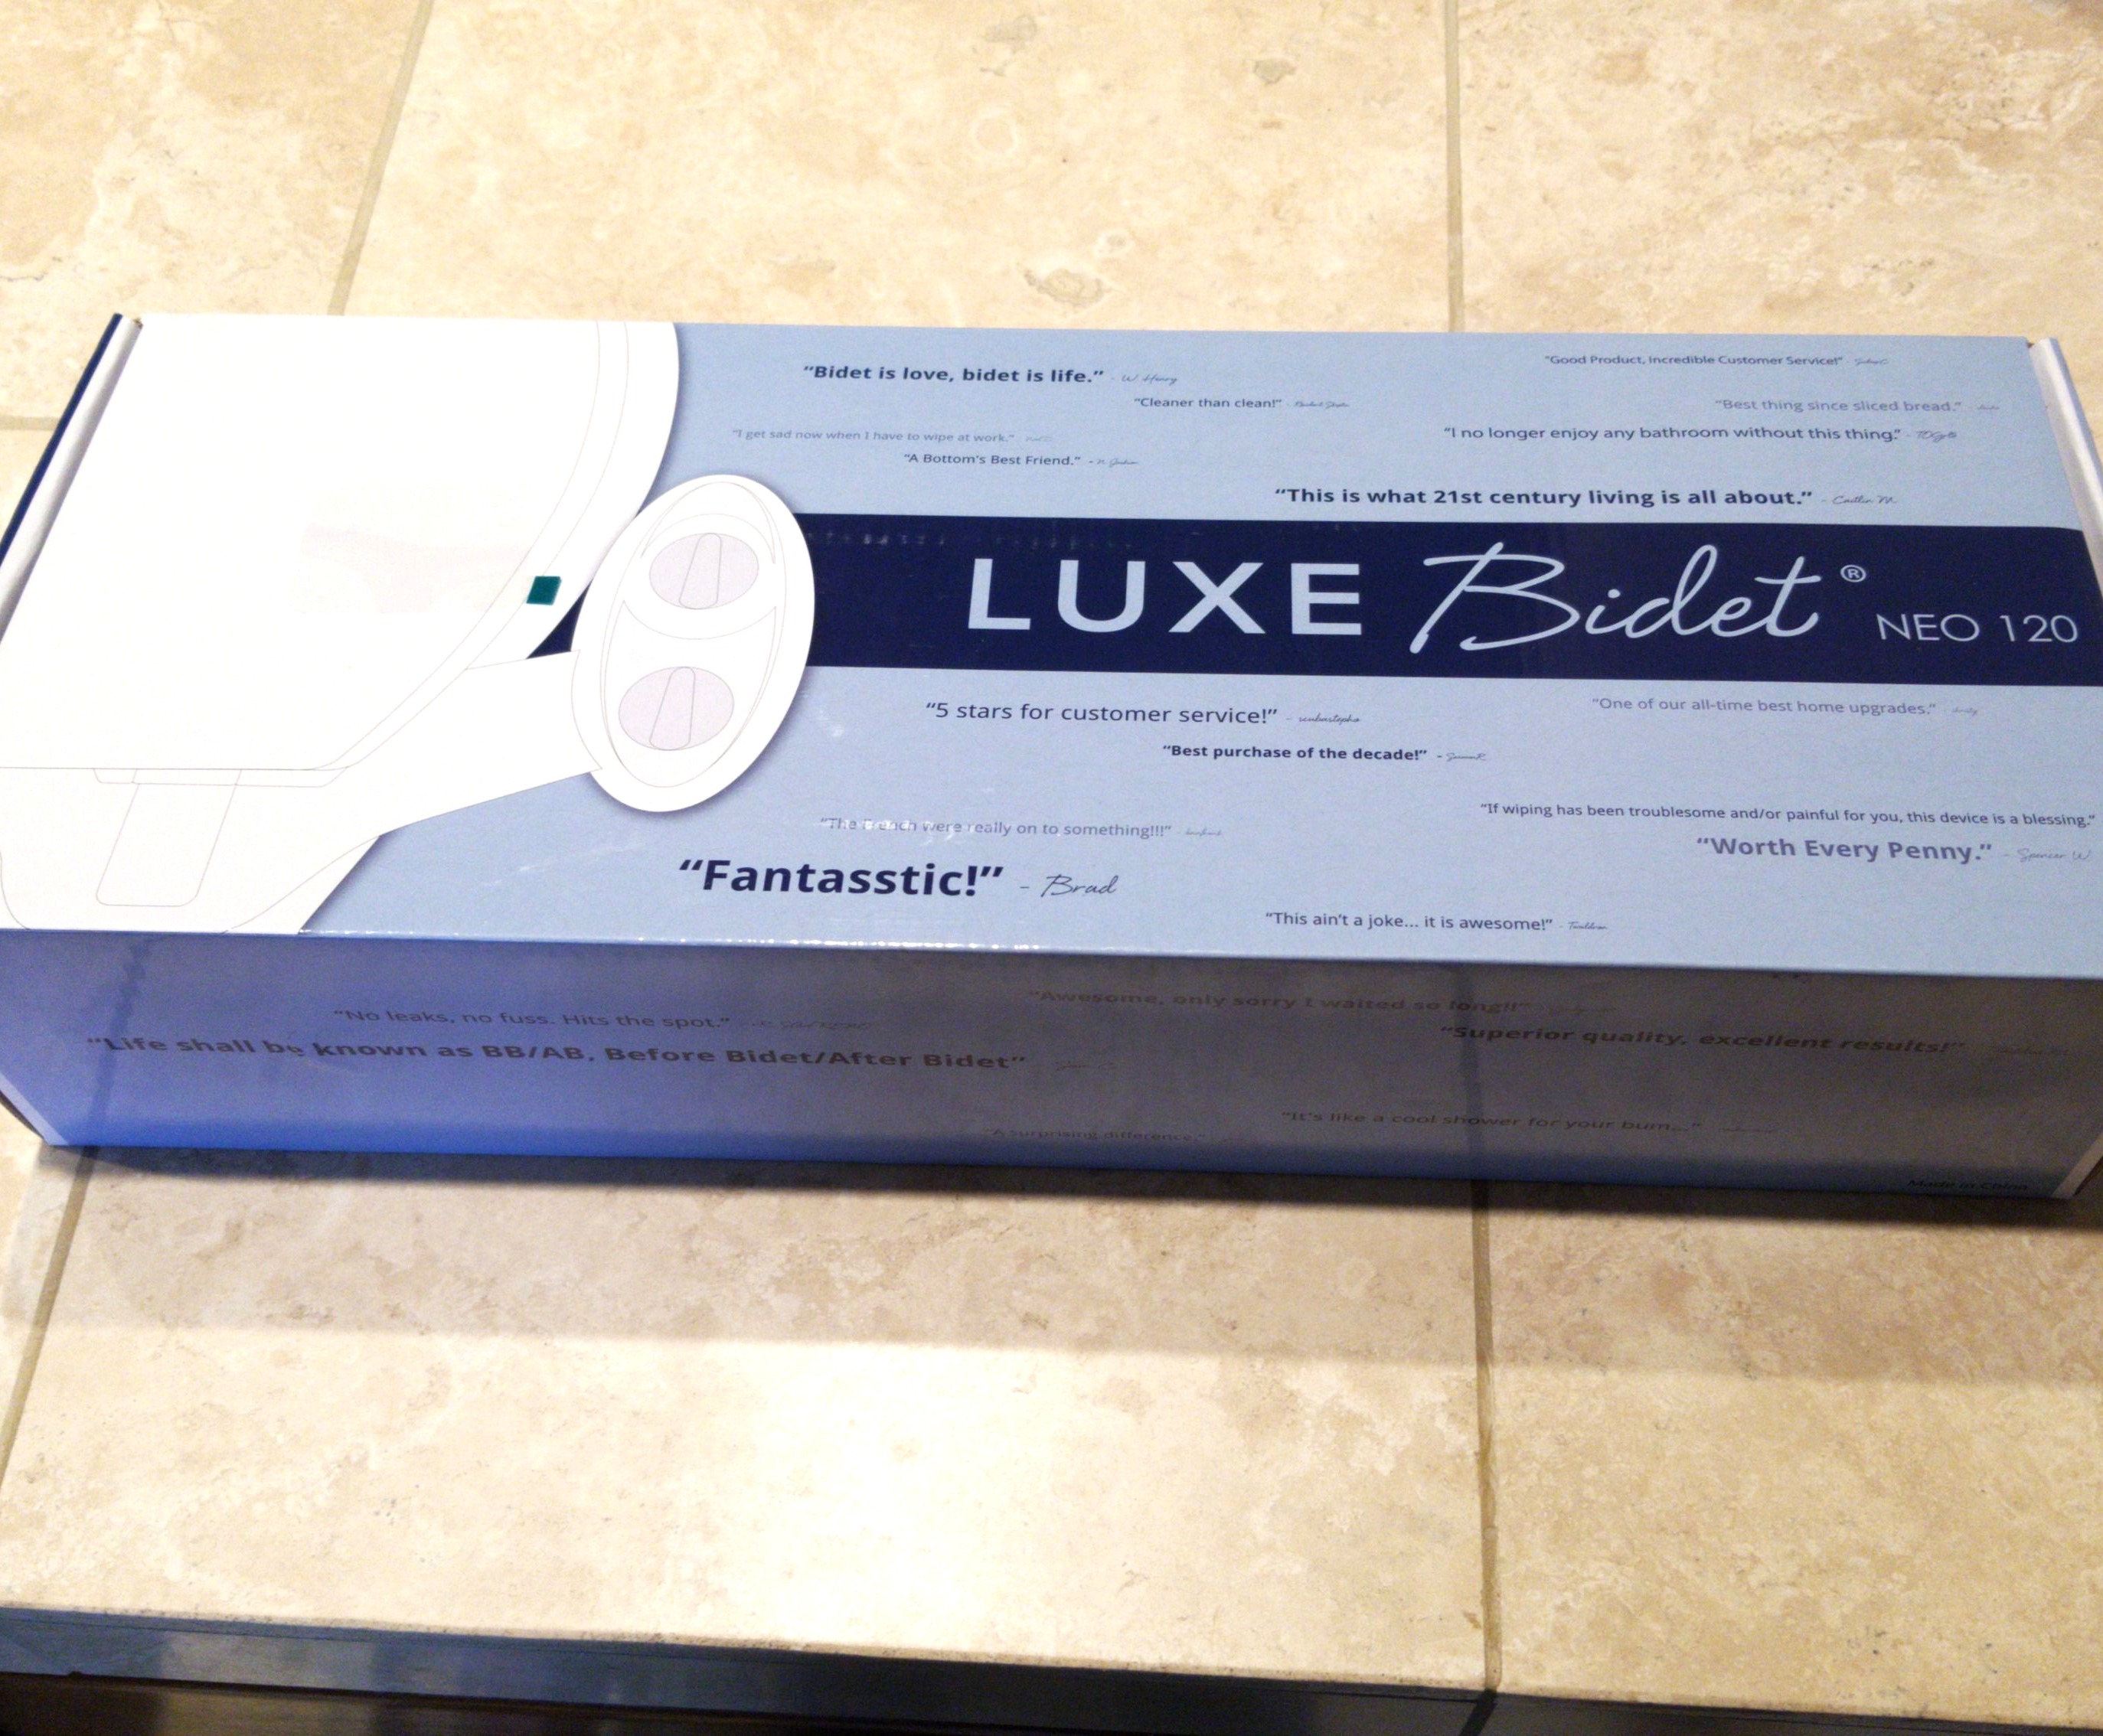 "Bidet is love, bidet is life." - W Henry
"Good Product, Incredible Customer Service!"
"Cleaner than clean!"
"Best thing since sliced bread."
"I get sad now when I have to wipe at work."
"I no longer enjoy any bathroom without this thing."
"A Bottom's Best Friend."
"This is what 21st century living is all about." - Caitlin M.
LUXE Bidet® NEO 120
"5 stars for customer service!"
"One of our all-time best home upgrades."
"Best purchase of the decade!"
"If wiping has been troublesome and/or painful for you, this device is a blessing."
"The French were really on to something!!!"
"Worth Every Penny." - Spencer W
"Fantasstic!" - Brad
"This ain't a joke... it is awesome!"
"Awesome, only sorry I waited so long!!"
"No leaks, no fuss. Hits the spot."
"Superior quality, excellent results!"
"Life shall be known as BB/AB, Before Bidet/After Bidet"
"It's like a cool shower for your bum..."
"A surprising difference."
Made in China